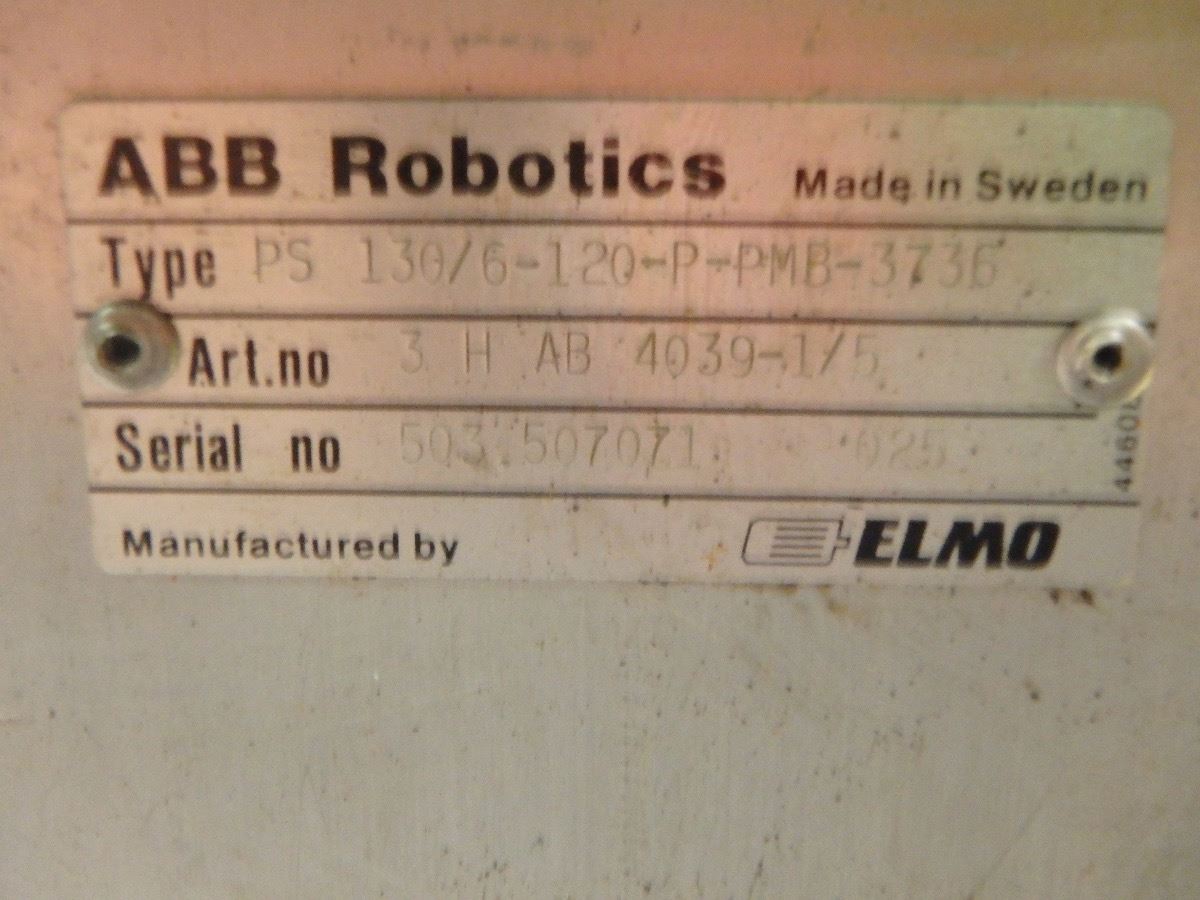 ABB Robotics Made in Sweden
Type PS 130/6-120-P-PMB-3736
Art.no 3 H AB 4039-1/5
Serial no 503 507071 025
Manufactured by ELMO